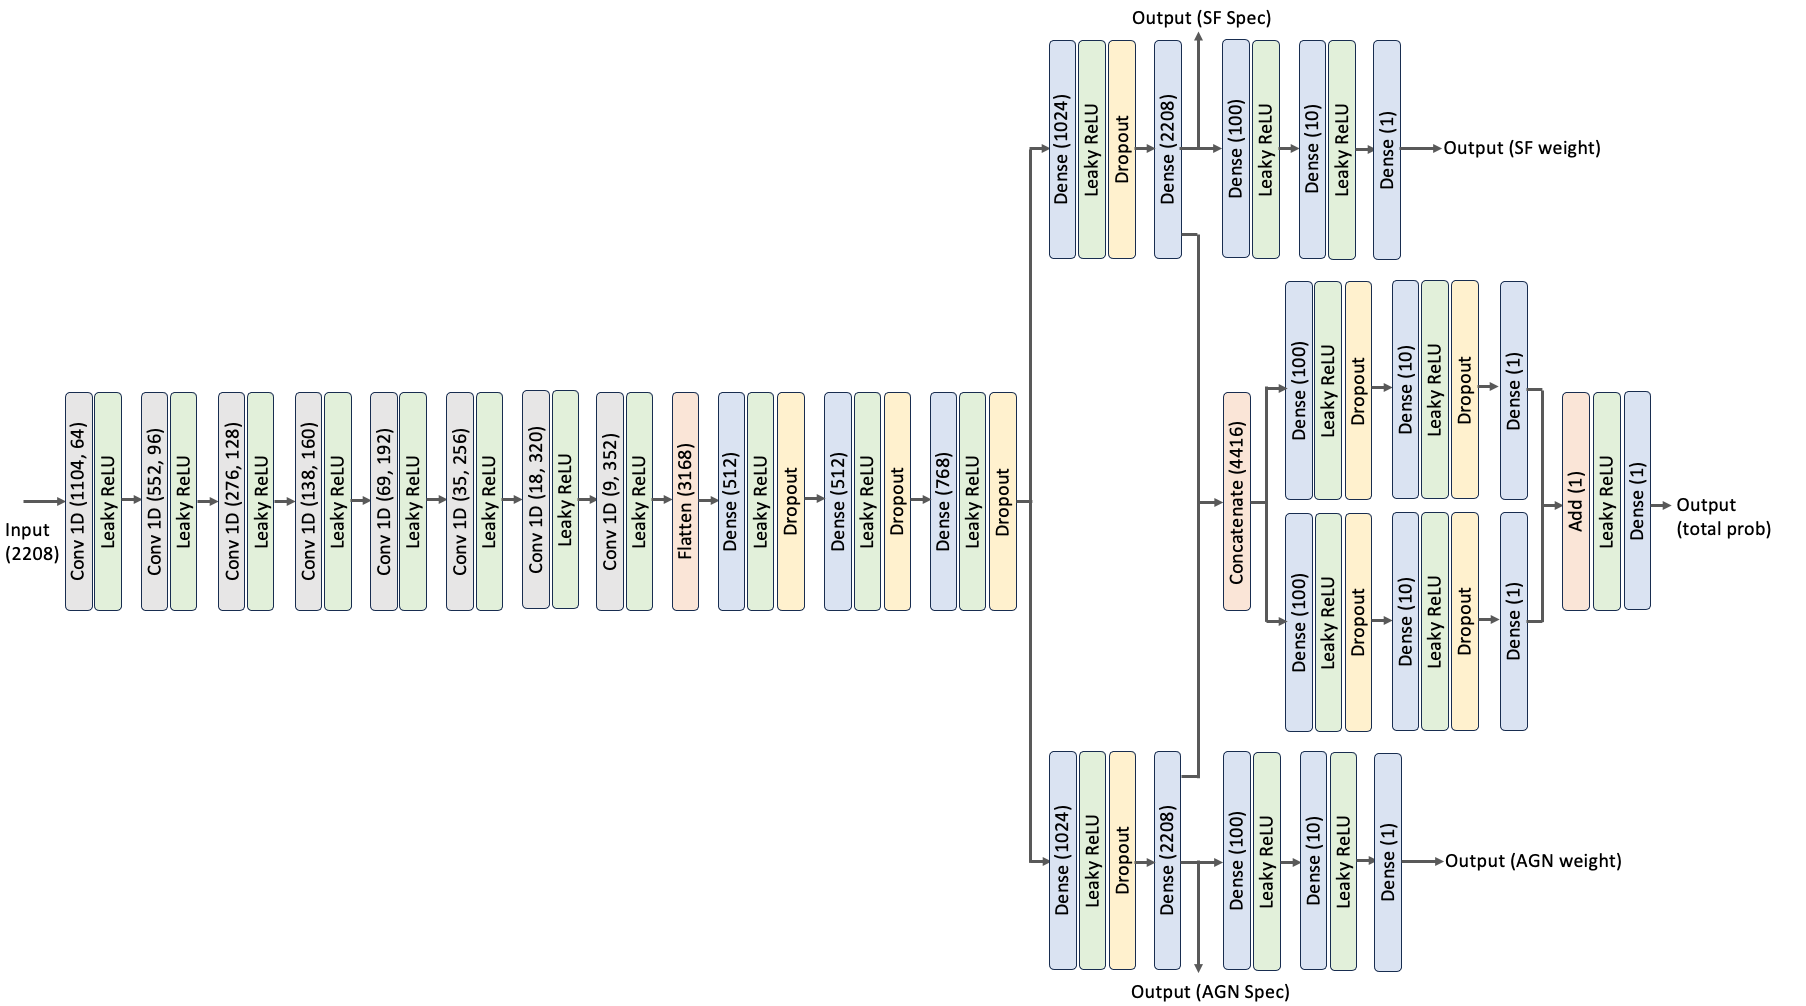 Input
(2208)
Conv 1D (1104, 64)
Leaky ReLU
Conv 1D (552, 96)
Leaky ReLU
Conv 1D (276, 128)
Leaky ReLU
Conv 1D (138, 160)
Leaky ReLU
Conv 1D (69, 192)
Leaky ReLU
Conv 1D (35, 256)
Leaky ReLU
Conv 1D (18, 320)
Leaky ReLU
Conv 1D (9, 352)
Leaky ReLU
Flatten (3168)
Dense (512)
Leaky ReLU
Dropout
Dense (512)
Leaky ReLU
Dropout
Dense (768)
Leaky ReLU
Dropout
Output (SF Spec)
Dense (1024)
Leaky ReLU
Dropout
Dense (2208)
Dense (100)
Leaky ReLU
Dense (10)
Leaky ReLU
Dense (1)
Output (SF weight)
Concatenate (4416)
Dense (100)
Leaky ReLU
Dropout
Dense (10)
Leaky ReLU
Dropout
Dense (1)
Dense (100)
Leaky ReLU
Dropout
Dense (10)
Leaky ReLU
Dropout
Dense (1)
Add (1)
Leaky ReLU
Dense (1)
Output
(total prob)
Dense (1024)
Leaky ReLU
Dropout
Dense (2208)
Dense (100)
Leaky ReLU
Dense (10)
Leaky ReLU
Dense (1)
Output (AGN weight)
Output (AGN Spec)